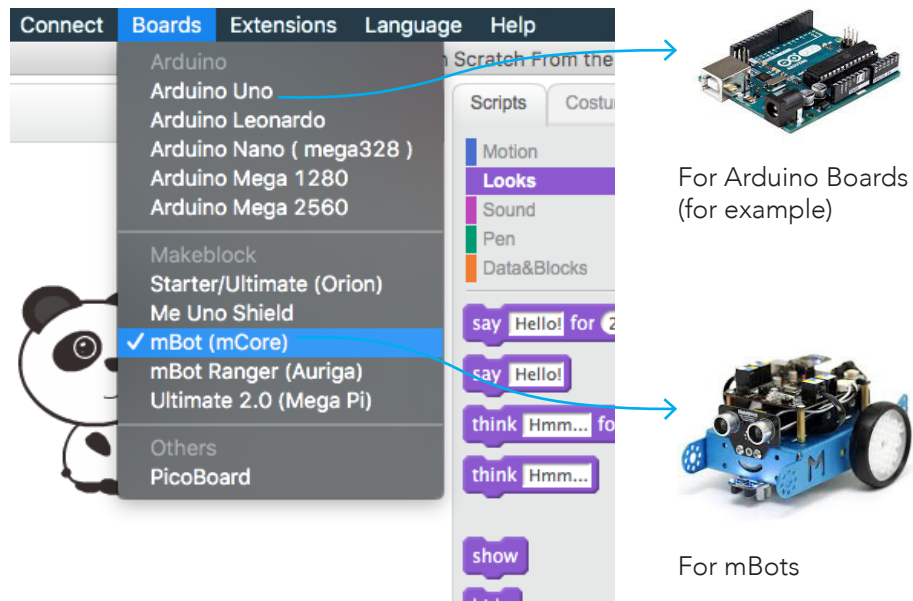 Connect Boards Extensions Language Help
Scratch From the
Arduino
Arduino Uno
Arduino Leonardo
Arduino Nano ( mega328 )
Arduino Mega 1280
Arduino Mega 2560
Makeblock
Starter/Ultimate (Orion)
Me Uno Shield
✓ mBot (mCore)
mBot Ranger (Auriga)
Ultimate 2.0 (Mega Pi)
Others
PicoBoard
Scripts Costu
Motion
Looks
Sound
Pen
Data&Blocks
say Hello! for 2
say Hello!
think Hmm... fo
think Hmm...
show
For Arduino Boards
(for example)
For mBots